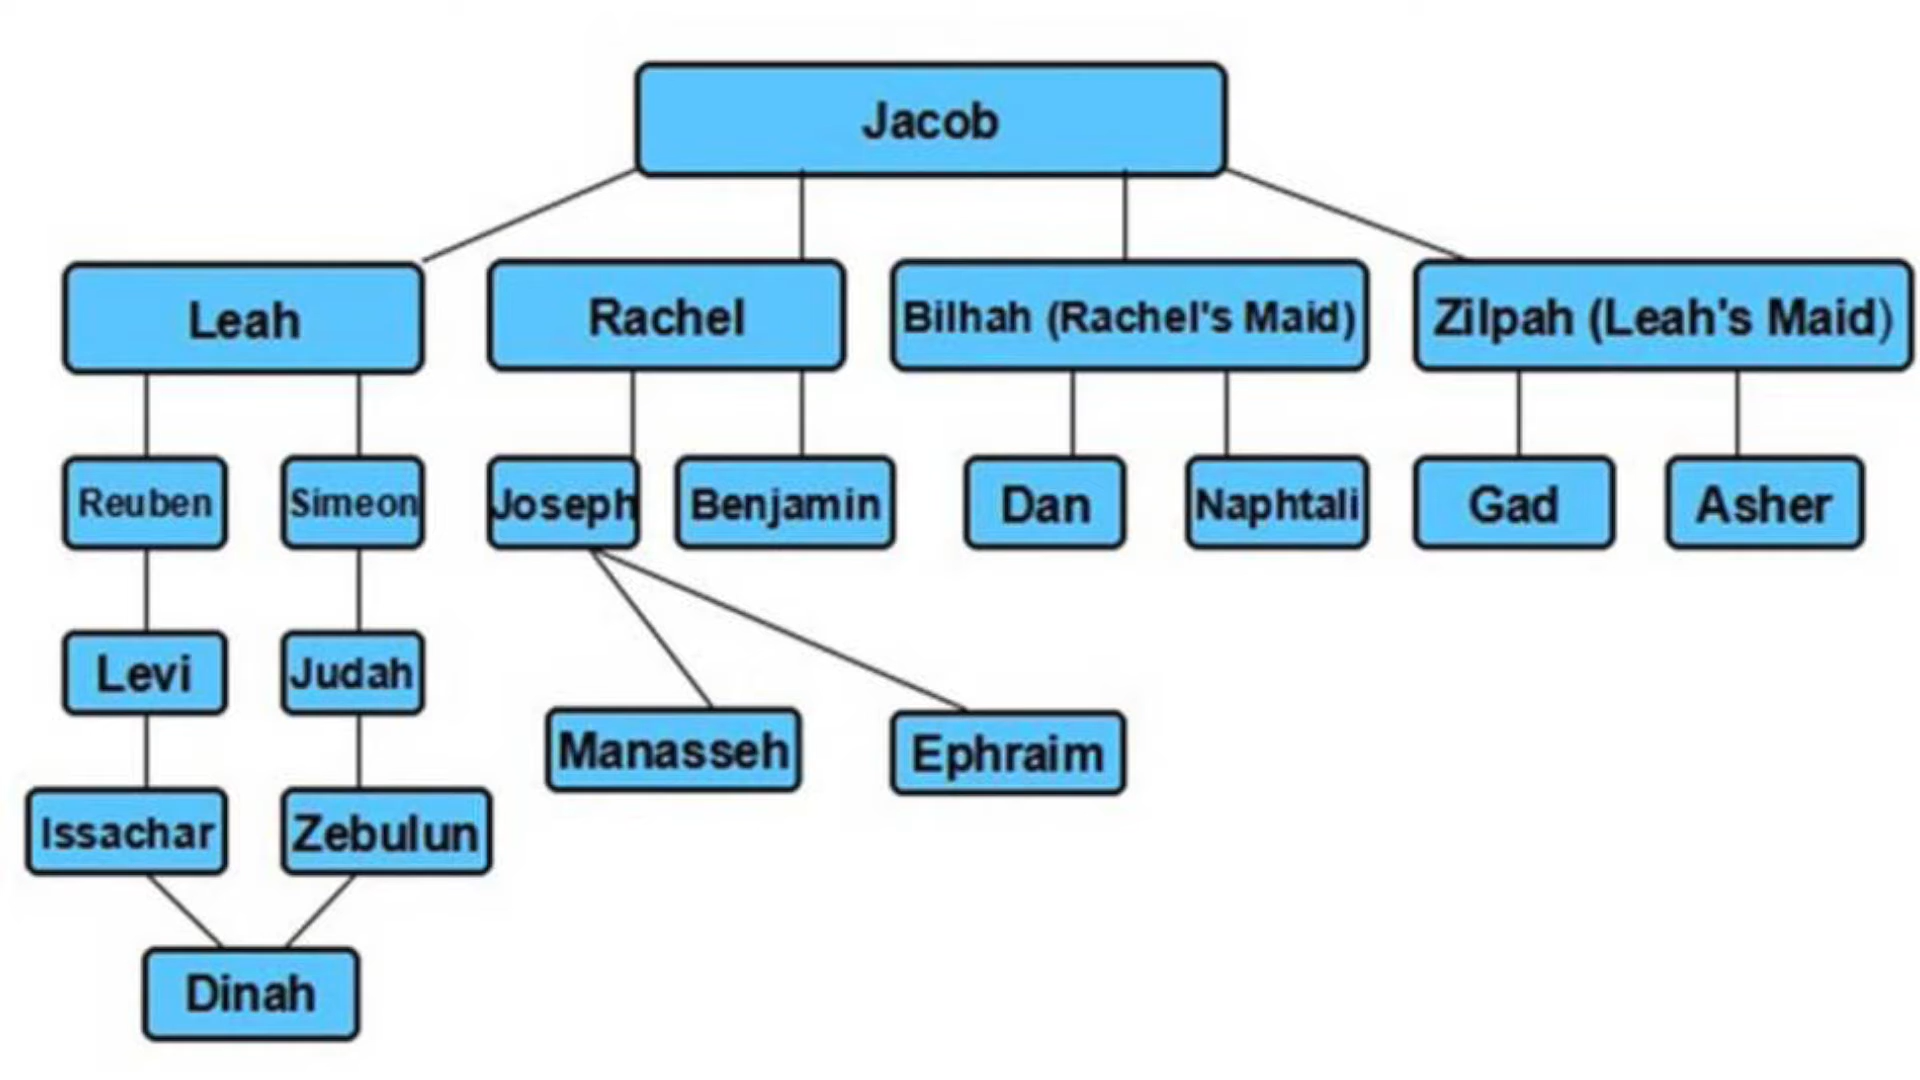 Jacob
Leah
Rachel
Bilhah (Rachel's Maid)
Zilpah (Leah's Maid)
Reuben
Simeon
Joseph
Benjamin
Dan
Naphtali
Gad
Asher
Levi
Judah
Manasseh
Ephraim
Issachar
Zebulun
Dinah